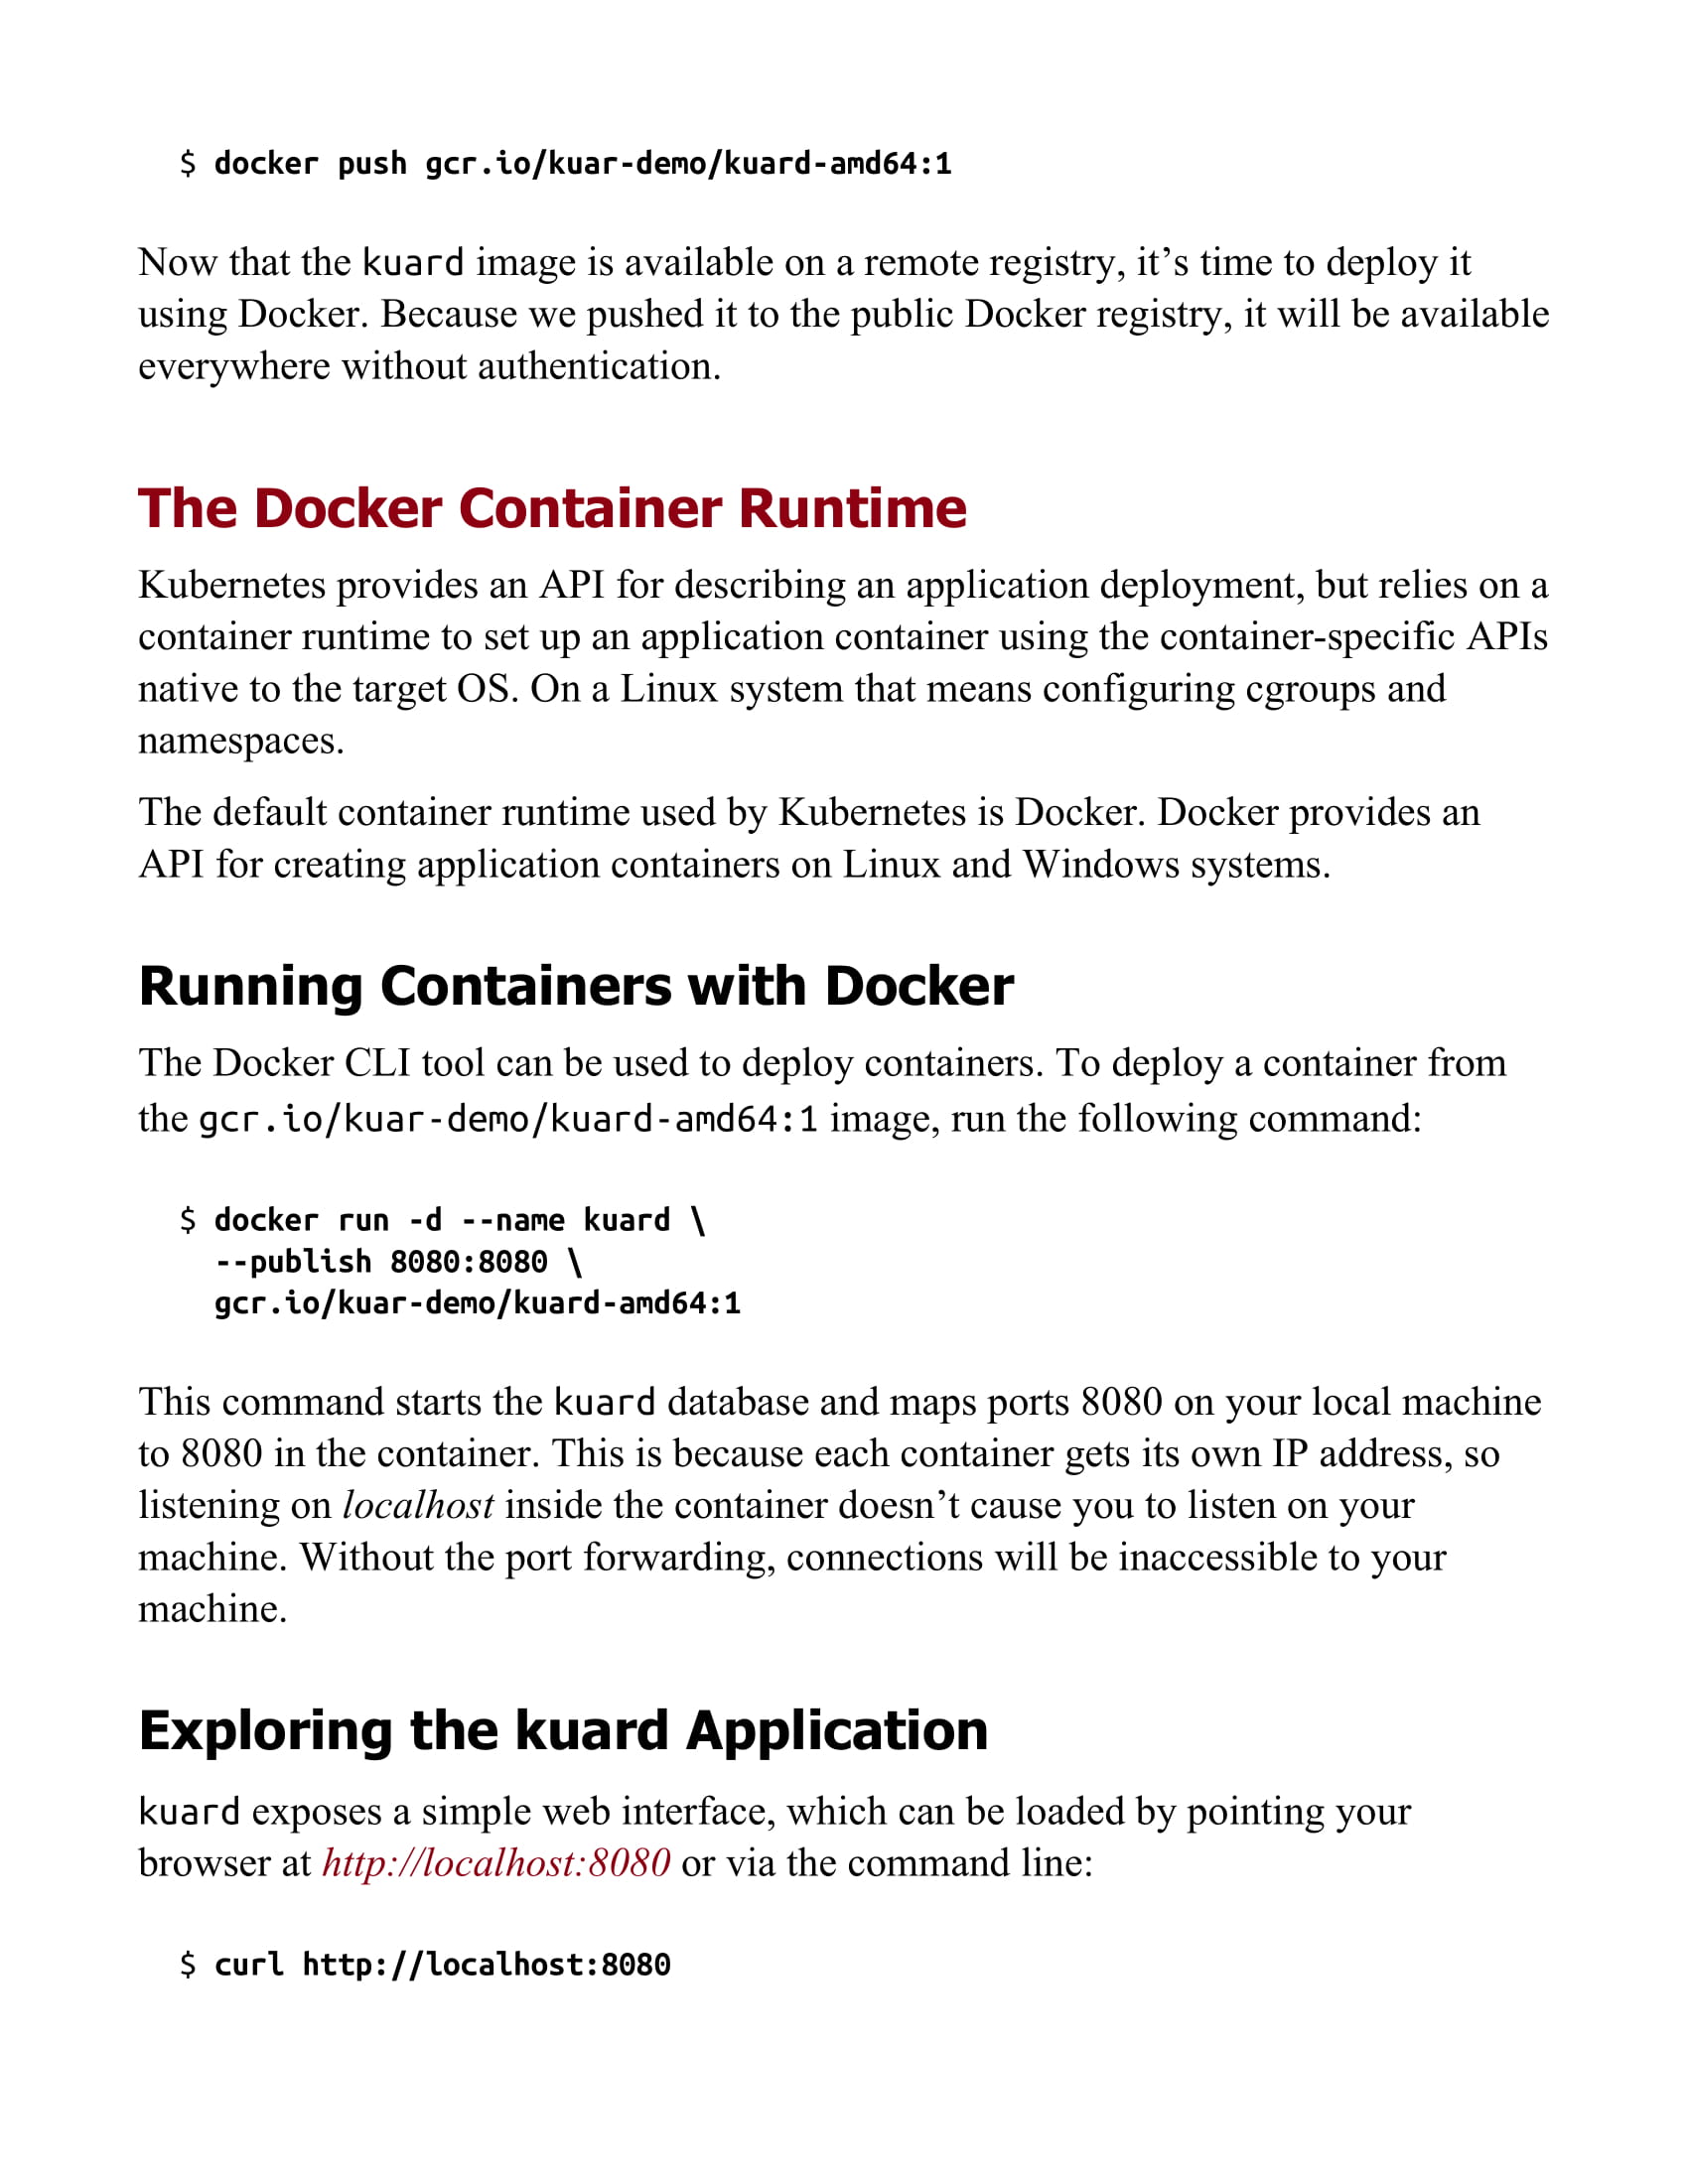 $ docker push gcr.io/kuar-demo/kuard-amd64:1
Now that the kuard image is available on a remote registry, it’s time to deploy it
using Docker. Because we pushed it to the public Docker registry, it will be available
everywhere without authentication.
The Docker Container Runtime
Kubernetes provides an API for describing an application deployment, but relies on a
container runtime to set up an application container using the container-specific APIs
native to the target OS. On a Linux system that means configuring cgroups and
namespaces.
The default container runtime used by Kubernetes is Docker. Docker provides an
API for creating application containers on Linux and Windows systems.
Running Containers with Docker
The Docker CLI tool can be used to deploy containers. To deploy a container from
the gcr.io/kuar-demo/kuard-amd64:1 image, run the following command:
$ docker run -d --name kuard \
--publish 8080:8080 \
gcr.io/kuar-demo/kuard-amd64:1
This command starts the kuard database and maps ports 8080 on your local machine
to 8080 in the container. This is because each container gets its own IP address, so
listening on localhost inside the container doesn’t cause you to listen on your
machine. Without the port forwarding, connections will be inaccessible to your
machine.
Exploring the kuard Application
kuard exposes a simple web interface, which can be loaded by pointing your
browser at http://localhost:8080 or via the command line:
$ curl http://localhost:8080